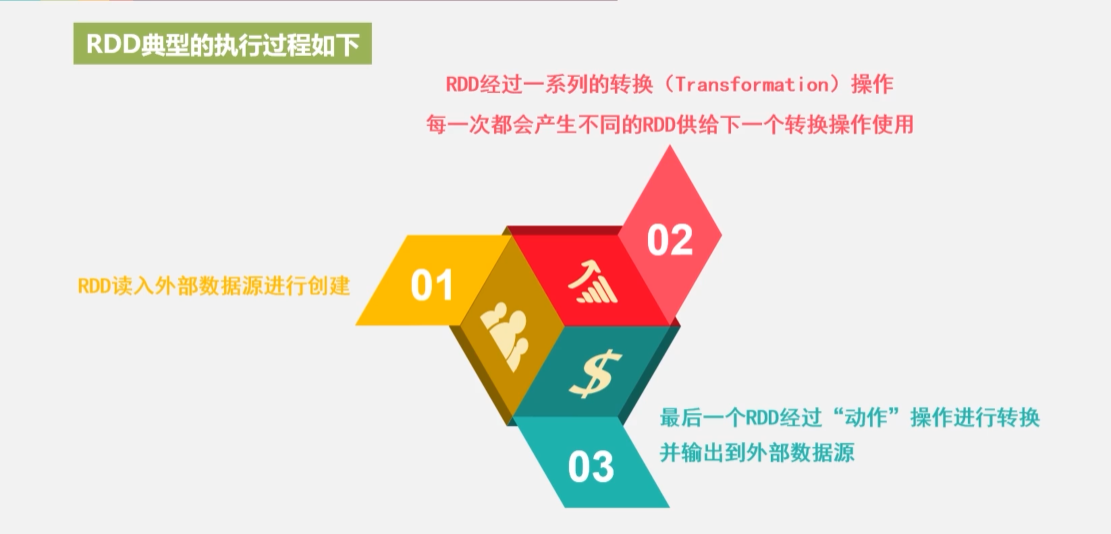 RDD典型的执行过程如下
RDD经过一系列的转换（Transformation）操作
每一次都会产生不同的RDD供给下一个转换操作使用
02
01
RDD读入外部数据源进行创建
$
03
最后一个RDD经过“动作”操作进行转换
并输出到外部数据源